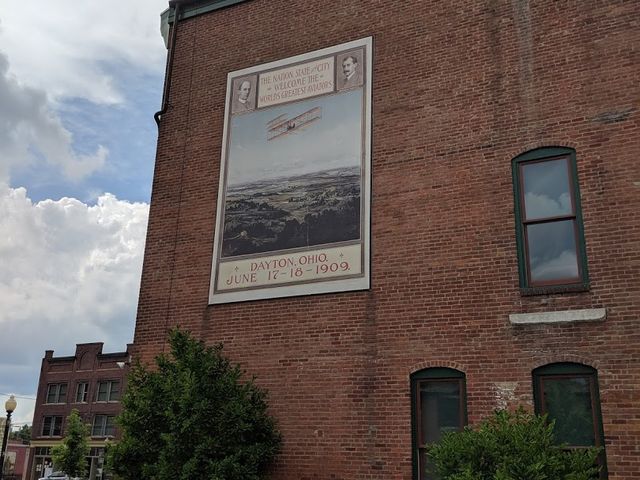 THE NATION, STATE AND CITY
WELCOME THE
WORLD'S GREATEST AVIATORS
DAYTON, OHIO.
JUNE 17-18-1909.